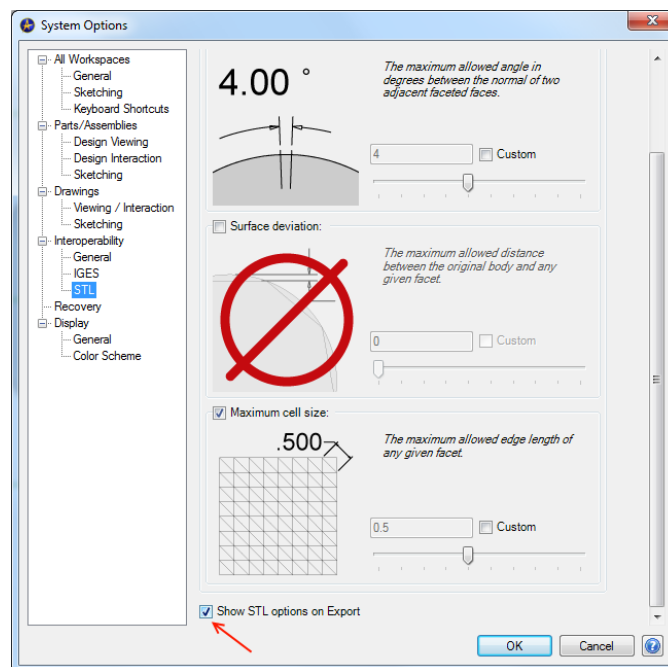 System Options
All Workspaces
General
Sketching
Keyboard Shortcuts
Parts/Assemblies
Design Viewing
Design Interaction
Sketching
Drawings
Viewing / Interaction
Sketching
Interoperability
General
IGES
STL
Recovery
Display
General
Color Scheme
4.00 °
The maximum allowed angle in
degrees between the normal of two
adjacent faceted faces.
4
Custom
Surface deviation:
The maximum allowed distance
between the original body and any
given facet.
0
Custom
Maximum cell size:
.500
The maximum allowed edge length of
any given facet.
0.5
Custom
Show STL options on Export
OK
Cancel
?